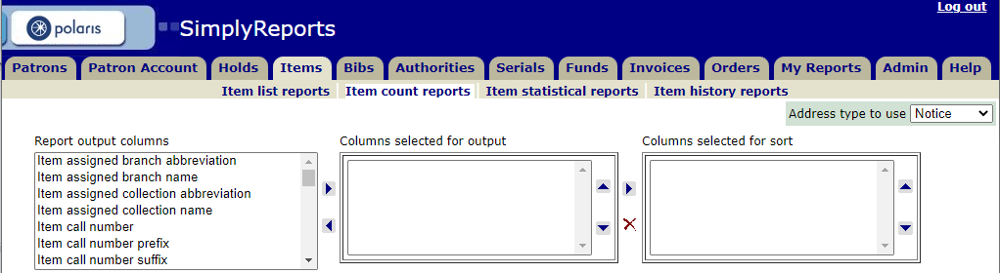 Log out
polaris
SimplyReports
Patrons Patron Account Holds Items Bibs Authorities Serials Funds Invoices Orders My Reports Admin Help
Item list reports Item count reports Item statistical reports Item history reports
Address type to use Notice
Report output columns Columns selected for output Columns selected for sort
Item assigned branch abbreviation
Item assigned branch name
Item assigned collection abbreviation
Item assigned collection name
Item call number
Item call number prefix
Item call number suffix